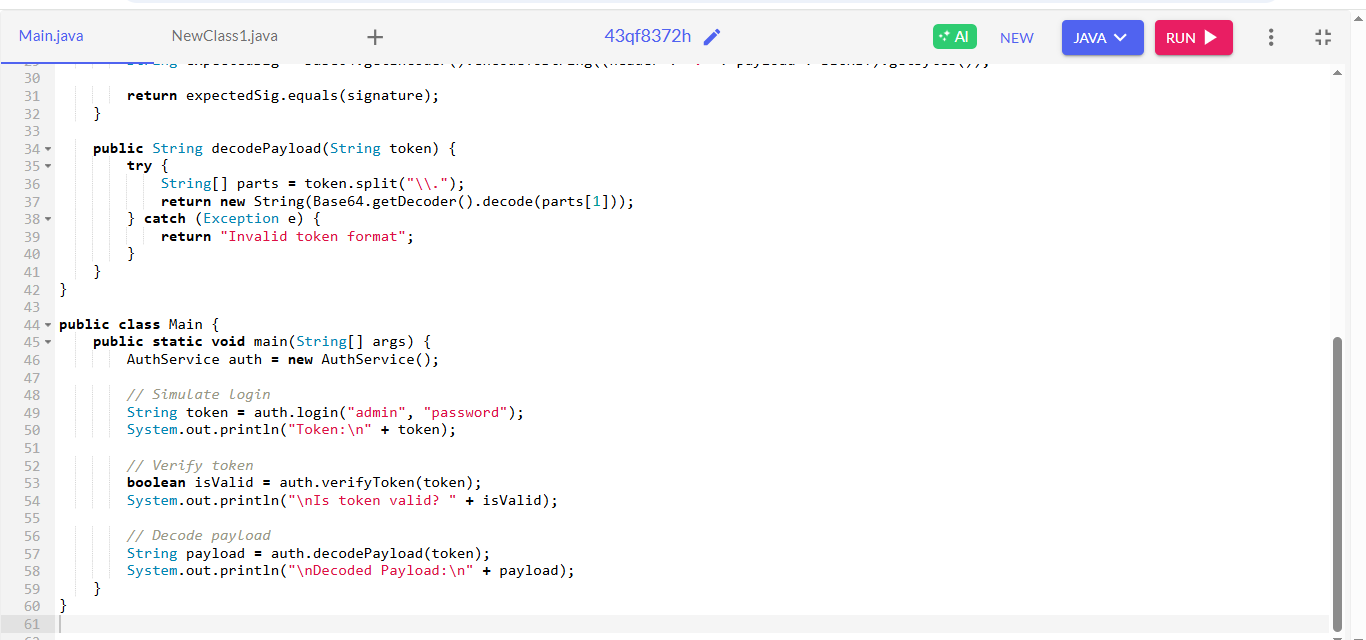 Main.java NewClass1.java + 43qf8372h AI NEW JAVA RUN
30
31 return expectedSig.equals(signature);
32 }
33
34 public String decodePayload(String token) {
35 try {
36 String[] parts = token.split("\\.");
37 return new String(Base64.getDecoder().decode(parts[1]));
38 } catch (Exception e) {
39 return "Invalid token format";
40 }
41 }
42 }
43
44 public class Main {
45 public static void main(String[] args) {
46 AuthService auth = new AuthService();
47
48 // Simulate login
49 String token = auth.login("admin", "password");
50 System.out.println("Token:\n" + token);
51
52 // Verify token
53 boolean isValid = auth.verifyToken(token);
54 System.out.println("\nIs token valid? " + isValid);
55
56 // Decode payload
57 String payload = auth.decodePayload(token);
58 System.out.println("\nDecoded Payload:\n" + payload);
59 }
60 }
61